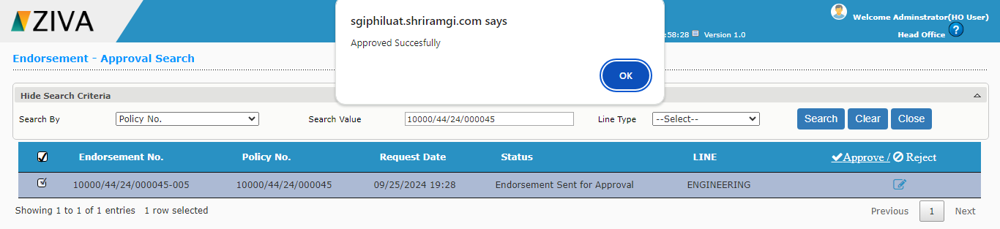 ZIVA
sgiphiluat.shriramgi.com says
Approved Succesfully
OK
Welcome Adminstrator(HO User)
:58:28 Version 1.0
Head Office ?
Endorsement - Approval Search
Hide Search Criteria
Search By Policy No. Search Value 10000/44/24/000045 Line Type --Select-- Search Clear Close
Endorsement No. Policy No. Request Date Status LINE Approve / Reject
10000/44/24/000045-005 10000/44/24/000045 09/25/2024 19:28 Endorsement Sent for Approval ENGINEERING
Showing 1 to 1 of 1 entries 1 row selected Previous 1 Next